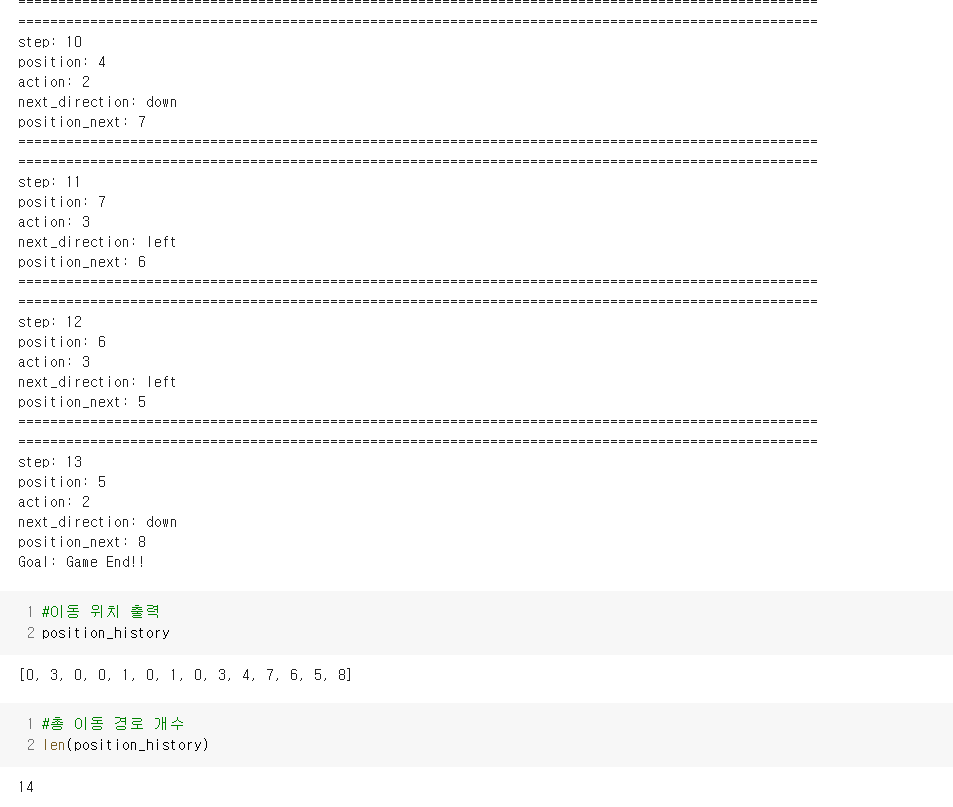 ====================================================================================================
====================================================================================================
step: 10
position: 4
action: 2
next_direction: down
position_next: 7
====================================================================================================
====================================================================================================
step: 11
position: 7
action: 3
next_direction: left
position_next: 6
====================================================================================================
====================================================================================================
step: 12
position: 6
action: 3
next_direction: left
position_next: 5
====================================================================================================
====================================================================================================
step: 13
position: 5
action: 2
next_direction: down
position_next: 8
Goal: Game End!!
1 #이동 위치 출력
2 position_history
[0, 3, 0, 0, 1, 0, 1, 0, 3, 4, 7, 6, 5, 8]
1 #총 이동 경로 개수
2 len(position_history)
14